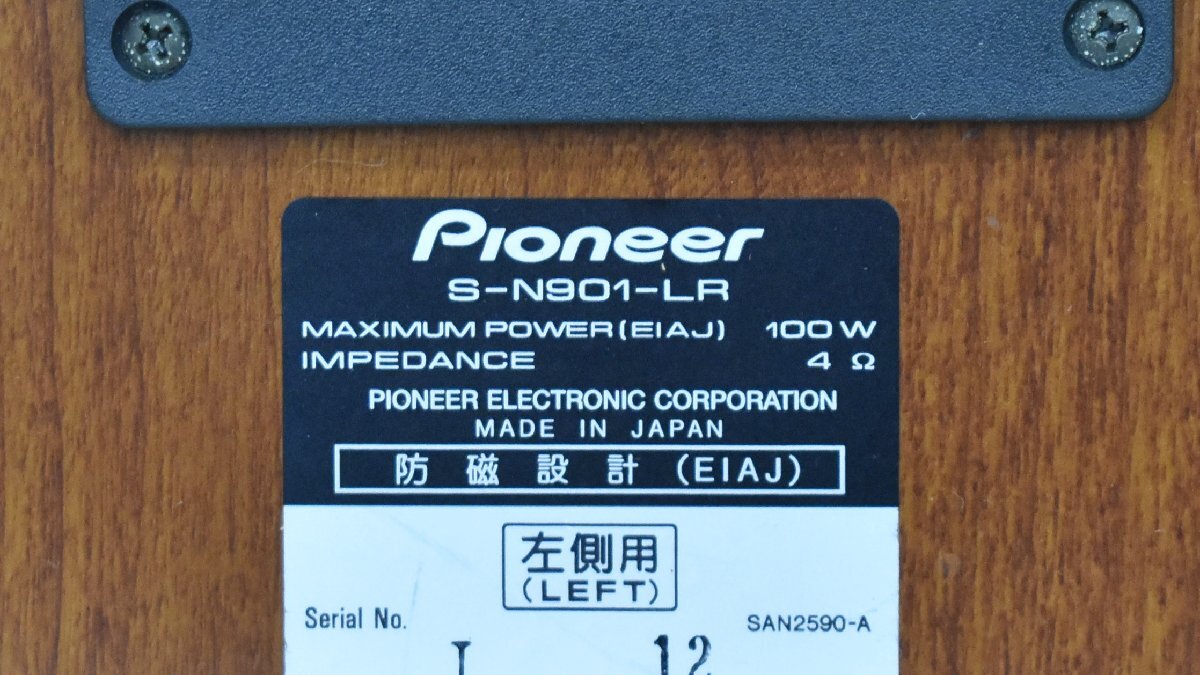 Pioneer
S-N901-LR
MAXIMUM POWER(EIAJ) 100 W
IMPEDANCE 4 Ω
PIONEER ELECTRONIC CORPORATION
MADE IN JAPAN
防磁設計 (EIAJ)
左側用
(LEFT)
Serial No. SAN2590-A